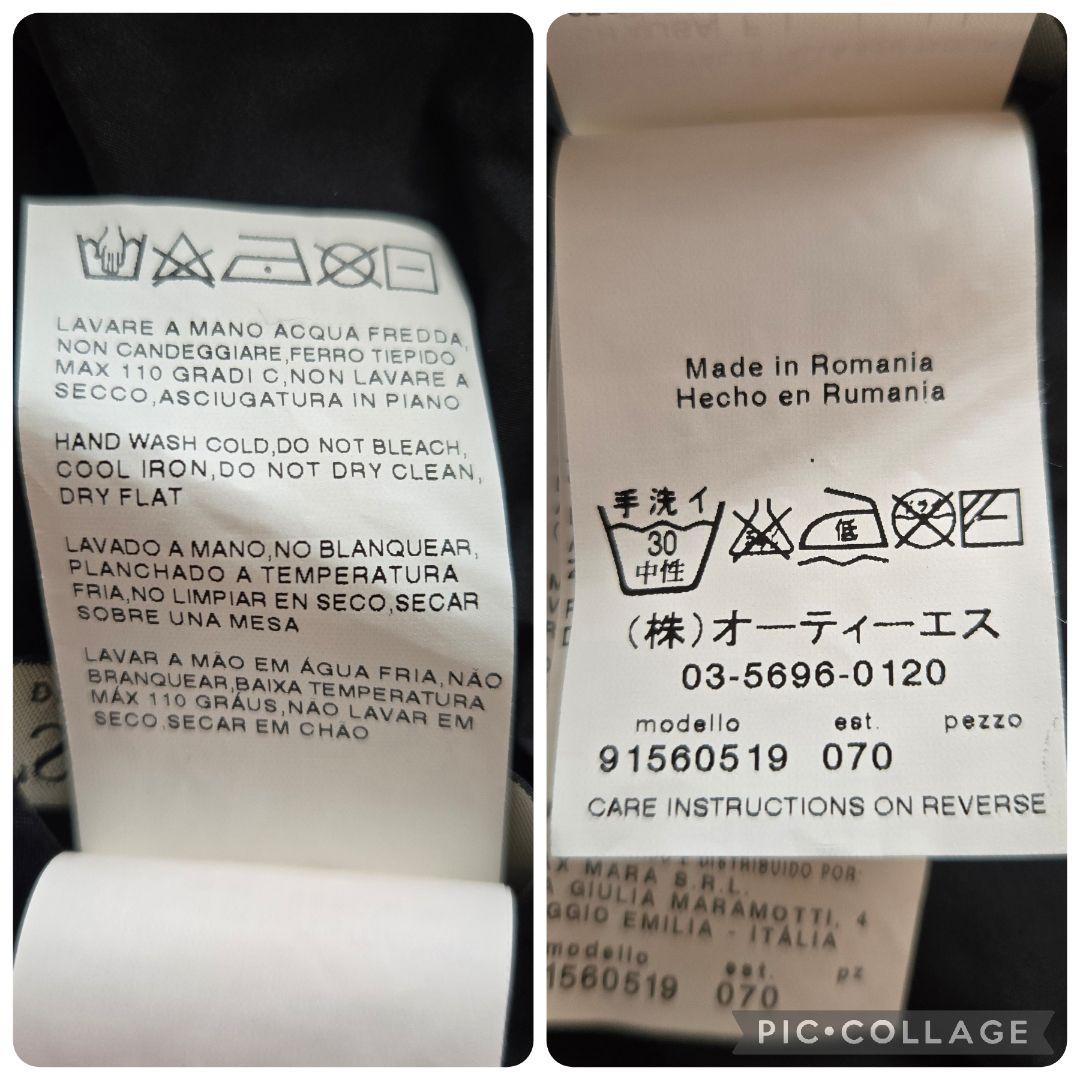 LAVARE A MANO ACQUA FREDDA,
NON CANDEGGIARE,FERRO TIEPIDO
MAX 110 GRADI C,NON LAVARE A
SECCO,ASCIUGATURA IN PIANO
HAND WASH COLD,DO NOT BLEACH,
COOL IRON,DO NOT DRY CLEAN,
DRY FLAT
LAVADO A MANO,NO BLANQUEAR,
PLANCHADO A TEMPERATURA
FRIA,NO LIMPIAR EN SECO,SECAR
SOBRE UNA MESA
LAVAR A MÃO EM ÁGUA FRIA,NÃO
BRANQUEAR,BAIXA TEMPERATURA
MÁX 110 GRÁUS,NÃO LAVAR EM
SECO,SECAR EM CHÃO
Made in Romania
Hecho en Rumania
手洗イ
30
中性
低
(株)オーティーエス
03-5696-0120
modello est. pezzo
91560519 070
CARE INSTRUCTIONS ON REVERSE
DISTRIBUIDO POR:
MARA S.R.L.
GIULIA MARAMOTTI, 4
EMILIA - ITÁLIA
modello est. pz
1560519 070
PIC•COLLAGE